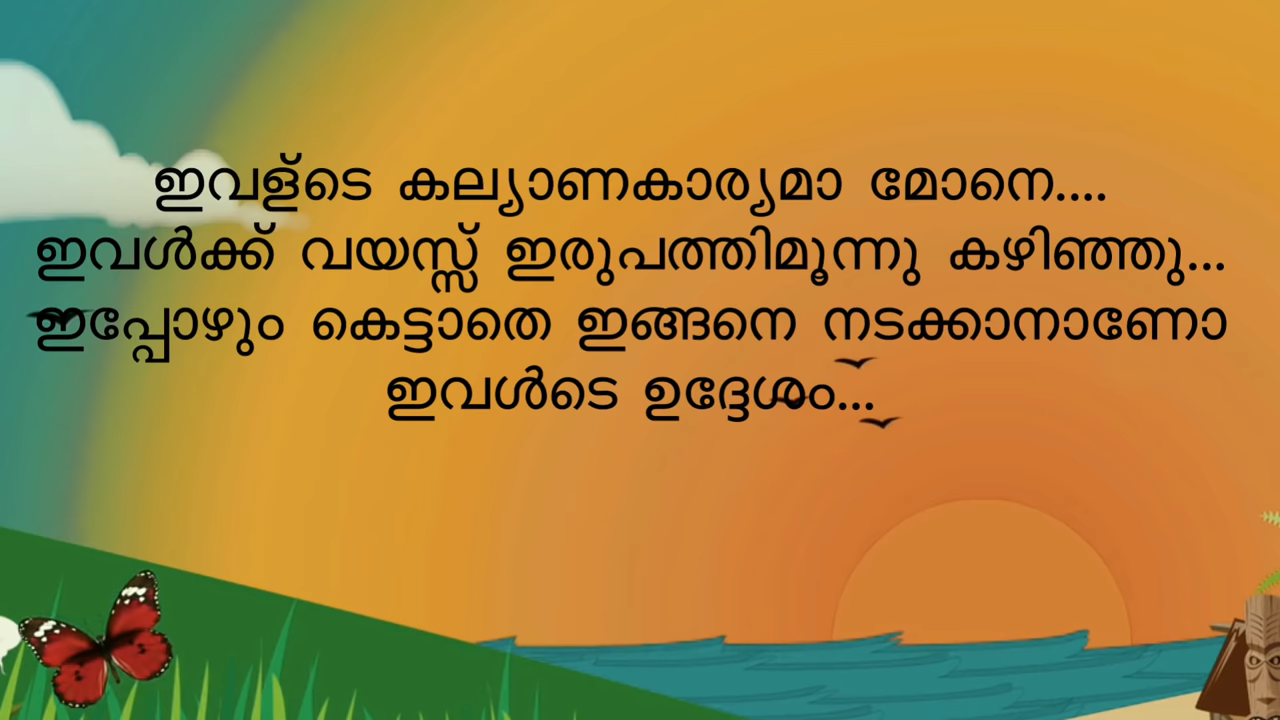 ഇവള്ടെ കല്യാണകാര്യമാ മോനെ....
ഇവൾക്ക് വയസ്സ് ഇരുപത്തിമൂന്നു കഴിഞ്ഞു...
ഇപ്പോഴും കെട്ടാതെ ഇങ്ങനെ നടക്കാനാണോ
ഇവൾടെ ഉദ്ദേശം...